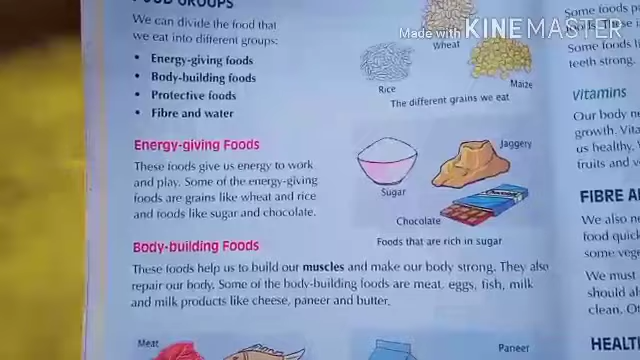 FOOD GROUPS
We can divide the food that
we eat into different groups:
• Energy-giving foods
• Body-building foods
• Protective foods
• Fibre and water
Wheat
Rice
Maize
The different grains we eat
Energy-giving Foods
These foods give us energy to work
and play. Some of the energy-giving
foods are grains like wheat and rice
and foods like sugar and chocolate.
Jaggery
Sugar
Chocolate
Foods that are rich in sugar
Body-building Foods
These foods help us to build our muscles and make our body strong. They also
repair our body. Some of the body-building foods are meat, eggs, fish, milk
and milk products like cheese, paneer and butter.
Meat
Paneer
Made with KINEMASTER
Some foods
Some foods
teeth strong.
Vitamins
Our body
growth.
us healthy.
fruits and
FIBRE
We also
food
some
We must
should
clean.